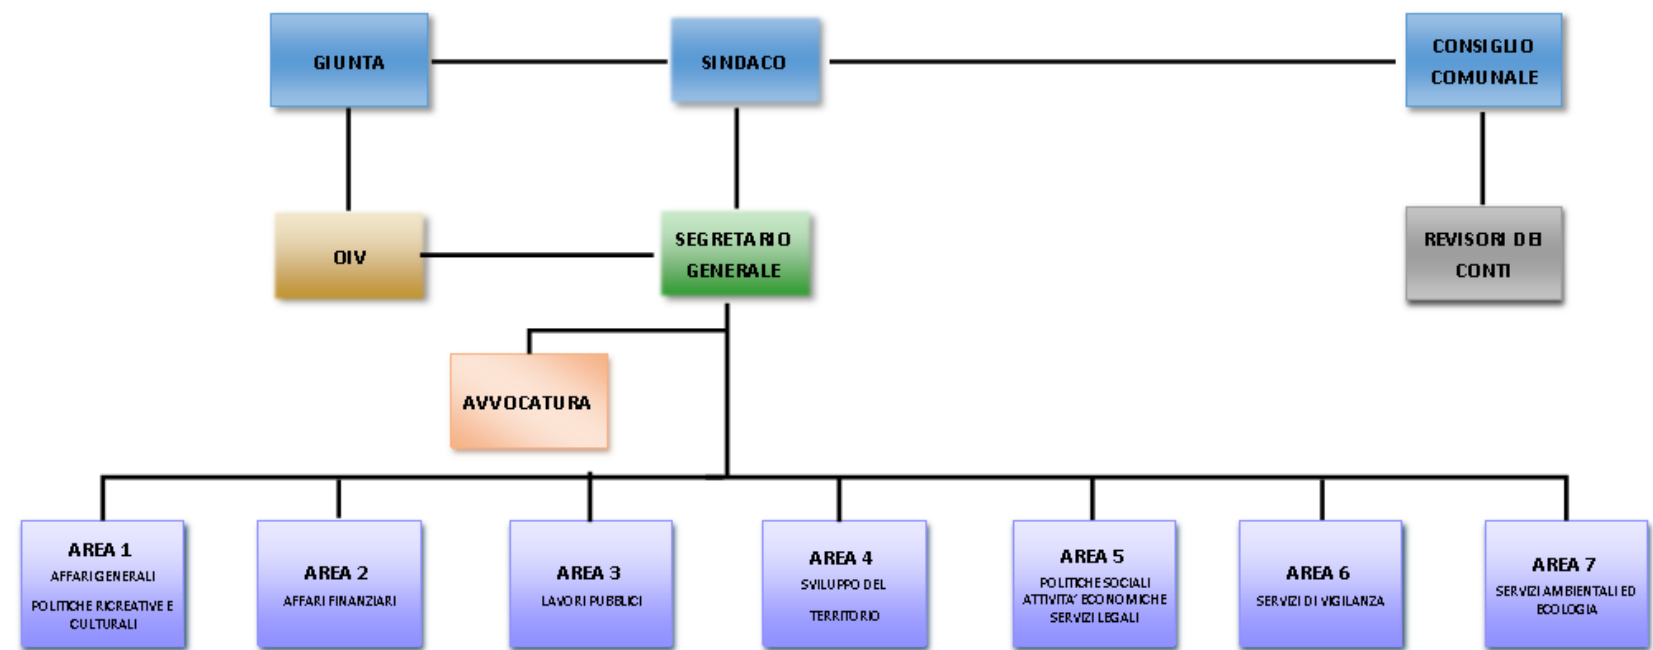 GIUNTA
SINDACO
CONSIGLIO
COMUNALE
OIV
SEGRETARIO
GENERALE
REVISORI DEI
CONTI
AVVOCATURA
AREA 1
AFFARI GENERALI
POLITICHE RICREATIVE E
CULTURALI
AREA 2
AFFARI FINANZIARI
AREA 3
LAVORI PUBBLICI
AREA 4
SVILUPPO DEL
TERRITORIO
AREA 5
POLITICHE SOCIALI
ATTIVITA' ECONOMICHE
SERVIZI LEGALI
AREA 6
SERVIZI DI VIGILANZA
AREA 7
SERVIZI AMBIENTALI ED
ECOLOGIA